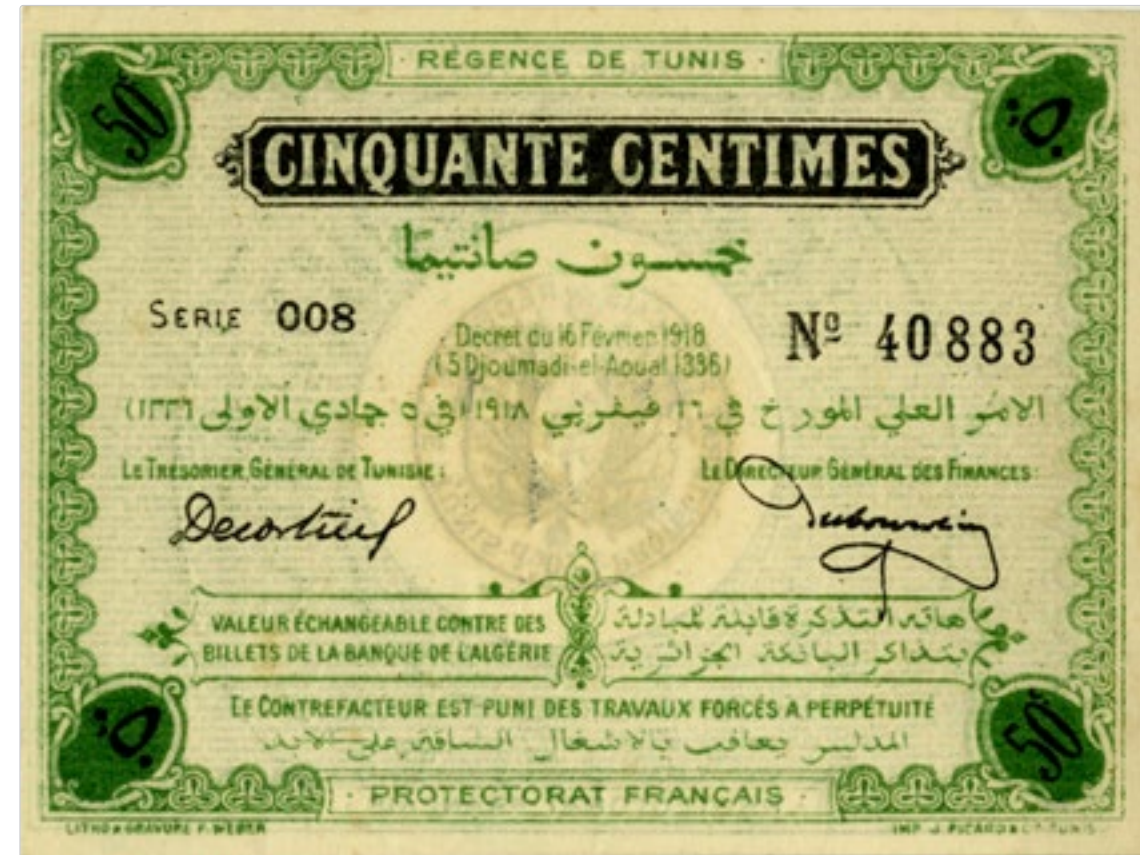 RÉGENCE DE TUNIS
50
٥٠
CINQUANTE CENTIMES
خمسون صانتيمًا
SERIE 008
Nº 40883
Décret du 16 Février 1918
(5 Djoumadi-el-Aoual 1336)
الامر العلي المورخ في ١٦ فيفريي ١٩١٨ (في ٥ جادي الاولى ١٣٣٦)
LE TRÉSORIER GÉNÉRAL DE TUNISIE :
LE DIRECTEUR GÉNÉRAL DES FINANCES :
VALEUR ÉCHANGEABLE CONTRE DES
BILLETS DE LA BANQUE DE L'ALGÉRIE
هاته التذكرة قابلة للمبادلة
بتذاكر البانكة الجزائرية
LE CONTREFACTEUR EST PUNI DES TRAVAUX FORCÉS A PERPÉTUITÉ
المدلس يعاقب بالاشغال الشاقة على الابد
٥٠
50
PROTECTORAT FRANÇAIS
LITHO & GRAVURE F. WEBER
IMP. J. PICARD & Cie TUNIS